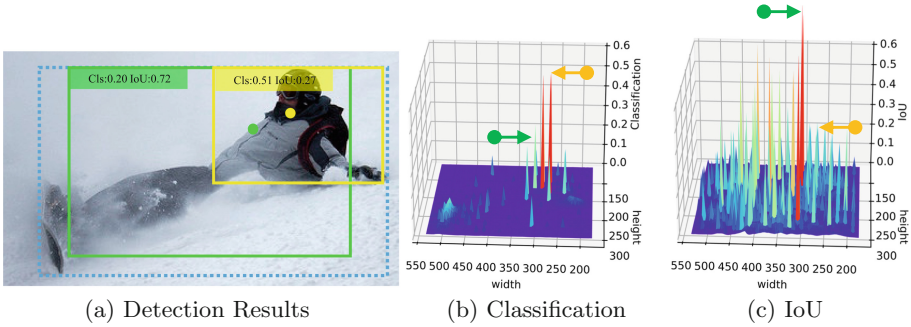 Cls:0.20 IoU:0.72
Cls:0.51 IoU:0.27
0.6
0.5
0.4
0.3
0.2
0.1
0.0
Classification
150
200
250
300
height
550 500 450 400 350 300 250 200
width
0.6
0.5
0.4
0.3
0.2
0.1
0.0
IoU
150
200
250
300
height
550 500 450 400 350 300 250 200
width
(a) Detection Results
(b) Classification
(c) IoU